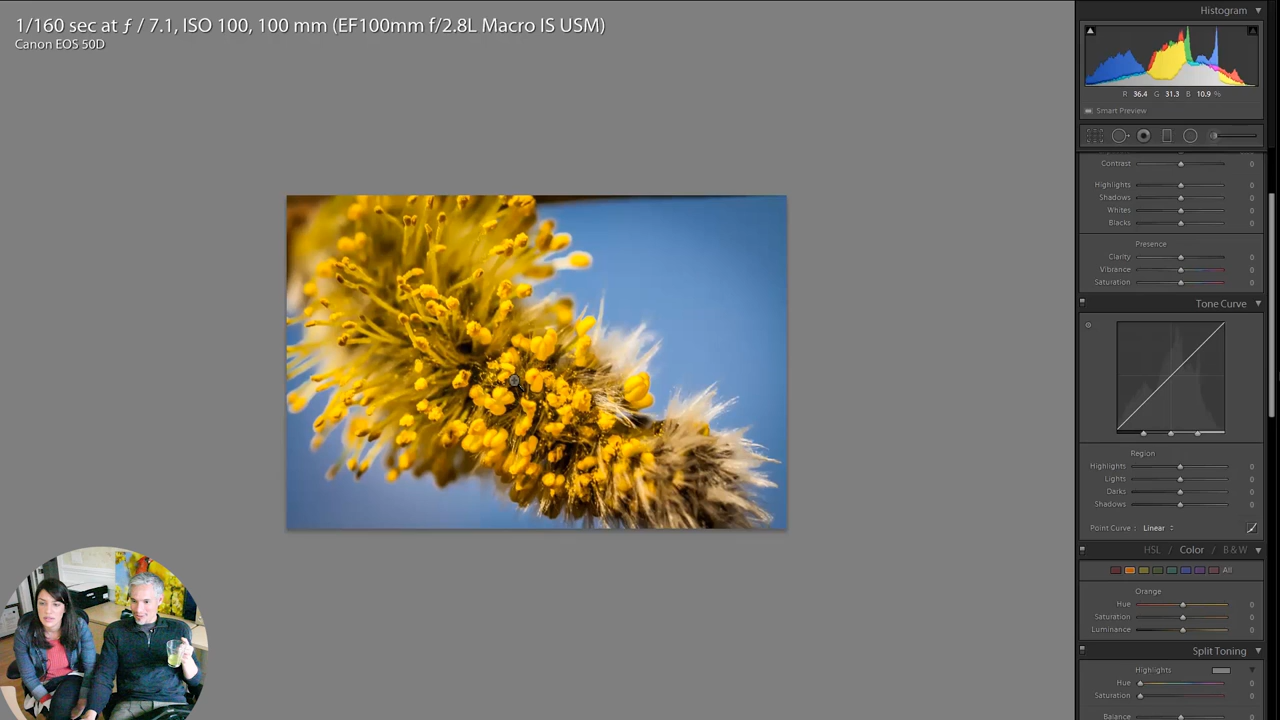 1/160 sec at ƒ / 7.1, ISO 100, 100 mm (EF100mm f/2.8L Macro IS USM)
Canon EOS 50D
Histogram
R 36.4 G 31.3 B 10.9 %
Smart Preview
Contrast 0
Highlights 0
Shadows 0
Whites 0
Blacks 0
Presence
Clarity 0
Vibrance 0
Saturation 0
Tone Curve
Region
Highlights 0
Lights 0
Darks 0
Shadows 0
Point Curve : Linear
HSL / Color / B & W
All
Orange
Hue 0
Saturation 0
Luminance 0
Split Toning
Highlights
Hue 0
Saturation 0
Balance 0